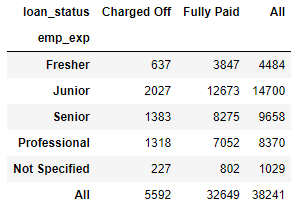 loan_status Charged Off Fully Paid All
emp_exp
Fresher 637 3847 4484
Junior 2027 12673 14700
Senior 1383 8275 9658
Professional 1318 7052 8370
Not Specified 227 802 1029
All 5592 32649 38241